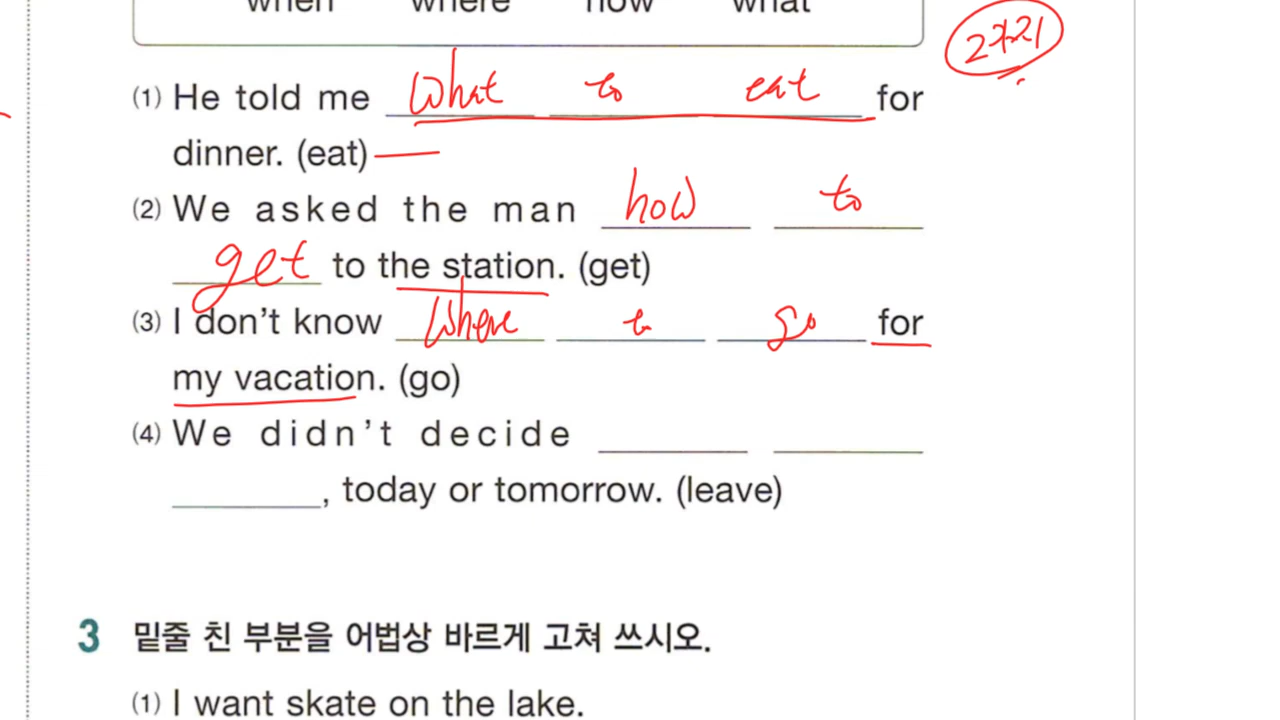 when where how what
(1) He told me what to eat for
dinner. (eat)
(2) We asked the man how to
get to the station. (get)
(3) I don't know where to go for
my vacation. (go)
(4) We didn't decide ______ ______
______, today or tomorrow. (leave)
3 밑줄 친 부분을 어법상 바르게 고쳐 쓰시오.
(1) I want skate on the lake.